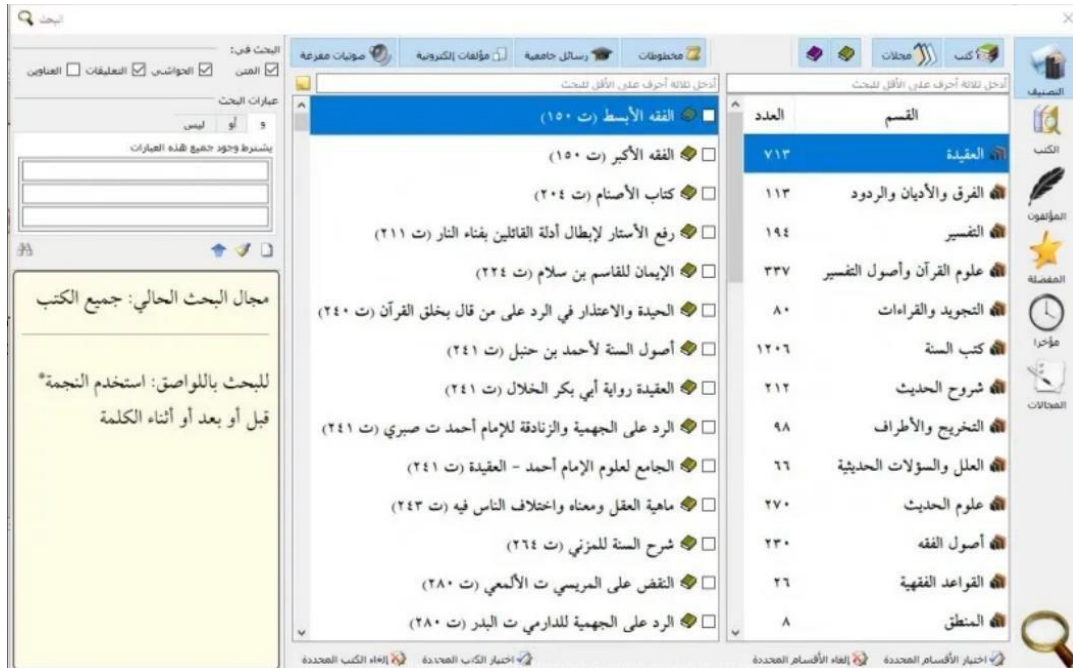 البحث
التصنيف
الكتب
المؤلفون
المفضلة
مؤخرا
المجالات
كتب
مجلات
أدخل ثلاثة أحرف على الأقل للبحث
القسم العدد
العقيدة ٧١٣
الفرق والأديان والردود ١١٣
التفسير ١٩٤
علوم القرآن وأصول التفسير ٣٣٧
التجويد والقراءات ٨٠
كتب السنة ١٢٠٦
شروح الحديث ٢١٢
التخريج والأطراف ٩٨
العلل والسؤلات الحديثية ٦٦
علوم الحديث ٢٧٠
أصول الفقه ٢٣٠
القواعد الفقهية ٢٦
المنطق ٨
اختيار الأقسام المحددة
إلغاء الأقسام المحددة
مخطوطات
رسائل جامعية
مؤلفات إلكترونية
صوتيات مفرغة
أدخل ثلاثة أحرف على الأقل للبحث
الفقه الأبسط (ت ١٥٠)
الفقه الأكبر (ت ١٥٠)
كتاب الأصنام (ت ٢٠٤)
رفع الأستار لإبطال أدلة القائلين بفناء النار (ت ٢١١)
الإيمان للقاسم بن سلام (ت ٢٢٤)
الحيدة والاعتذار في الرد على من قال بخلق القرآن (ت ٢٤٠)
أصول السنة لأحمد بن حنبل (ت ٢٤١)
العقيدة رواية أبي بكر الخلال (ت ٢٤١)
الرد على الجهمية والزنادقة للإمام أحمد ت صبري (ت ٢٤١)
الجامع لعلوم الإمام أحمد - العقيدة (ت ٢٤١)
ماهية العقل ومعناه واختلاف الناس فيه (ت ٢٤٣)
شرح السنة للمزني (ت ٢٦٤)
النقض على المريسي ت الألمعي (ت ٢٨٠)
الرد على الجهمية للدارمي ت البدر (ت ٢٨٠)
اختيار الكتب المحددة
إلغاء الكتب المحددة
البحث في:
المتن الحواشي التعليقات العناوين
عبارات البحث
و أو ليس
يشترط وجود جميع هذه العبارات
مجال البحث الحالي: جميع الكتب
للبحث باللواصق: استخدم النجمة*
قبل أو بعد أو أثناء الكلمة